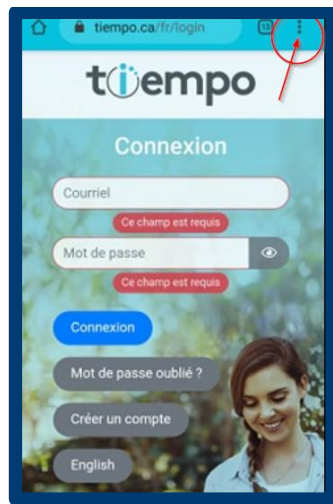 tiempo.ca/fr/login 13
tiempo
Connexion
Courriel
Ce champ est requis
Mot de passe
Ce champ est requis
Connexion
Mot de passe oublié ?
Créer un compte
English